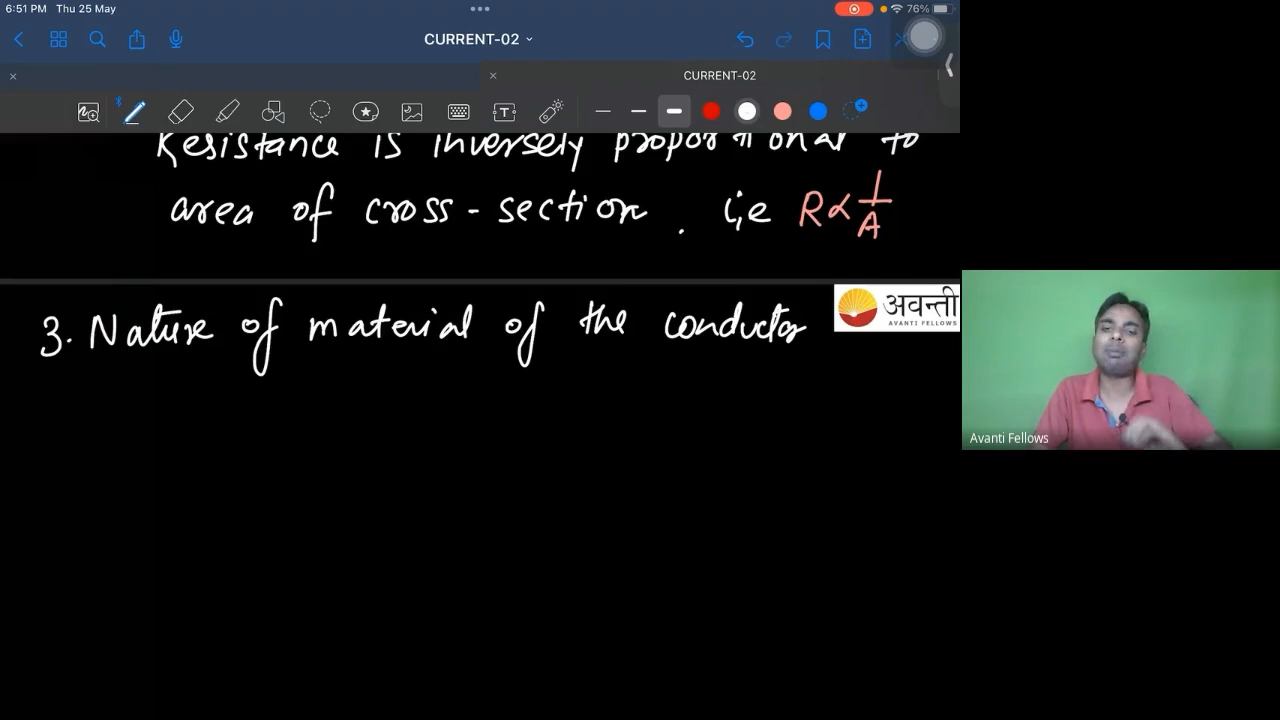 6:51 PM Thu 25 May
76%
CURRENT-02
CURRENT-02
Resistance is inversely proportional to
area of cross-section. i,e R∝1/A
3. Nature of material of the conductor
अवन्ती
AVANTI FELLOWS
Avanti Fellows